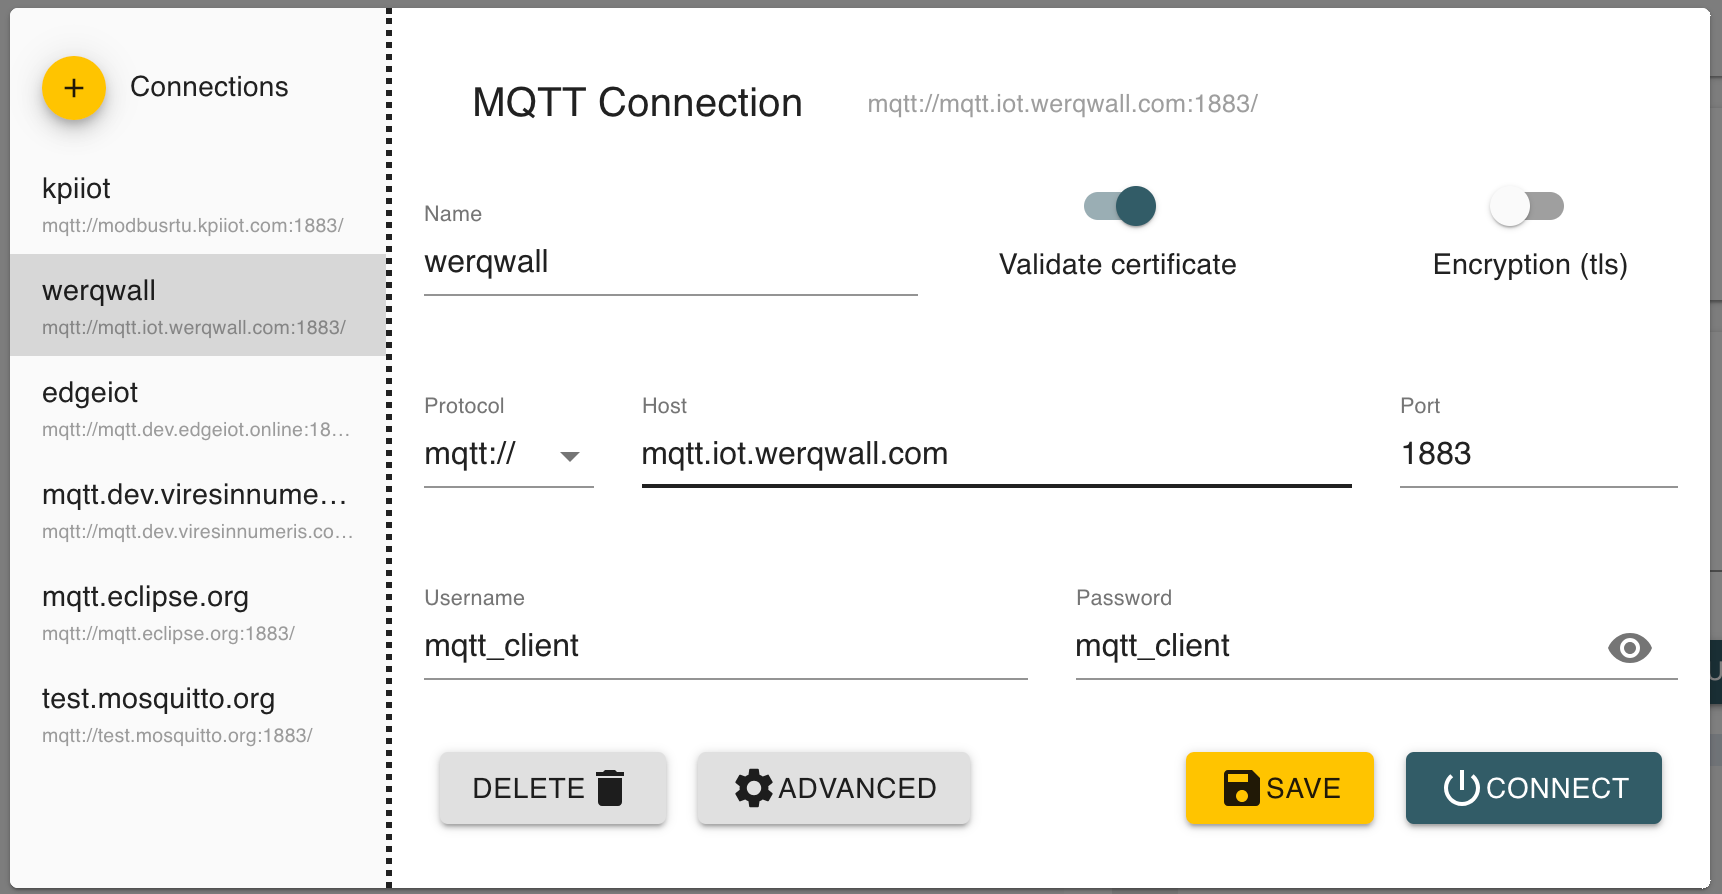 Connections
kpiiot
mqtt://modbusrtu.kpiiot.com:1883/
werqwall
mqtt://mqtt.iot.werqwall.com:1883/
edgeiot
mqtt://mqtt.dev.edgeiot.online:18…
mqtt.dev.viresinnume…
mqtt://mqtt.dev.viresinnumeris.co…
mqtt.eclipse.org
mqtt://mqtt.eclipse.org:1883/
test.mosquitto.org
mqtt://test.mosquitto.org:1883/
MQTT Connection mqtt://mqtt.iot.werqwall.com:1883/
Name
werqwall
Validate certificate Encryption (tls)
Protocol Host Port
mqtt:// mqtt.iot.werqwall.com 1883
Username Password
mqtt_client mqtt_client
DELETE ADVANCED SAVE CONNECT